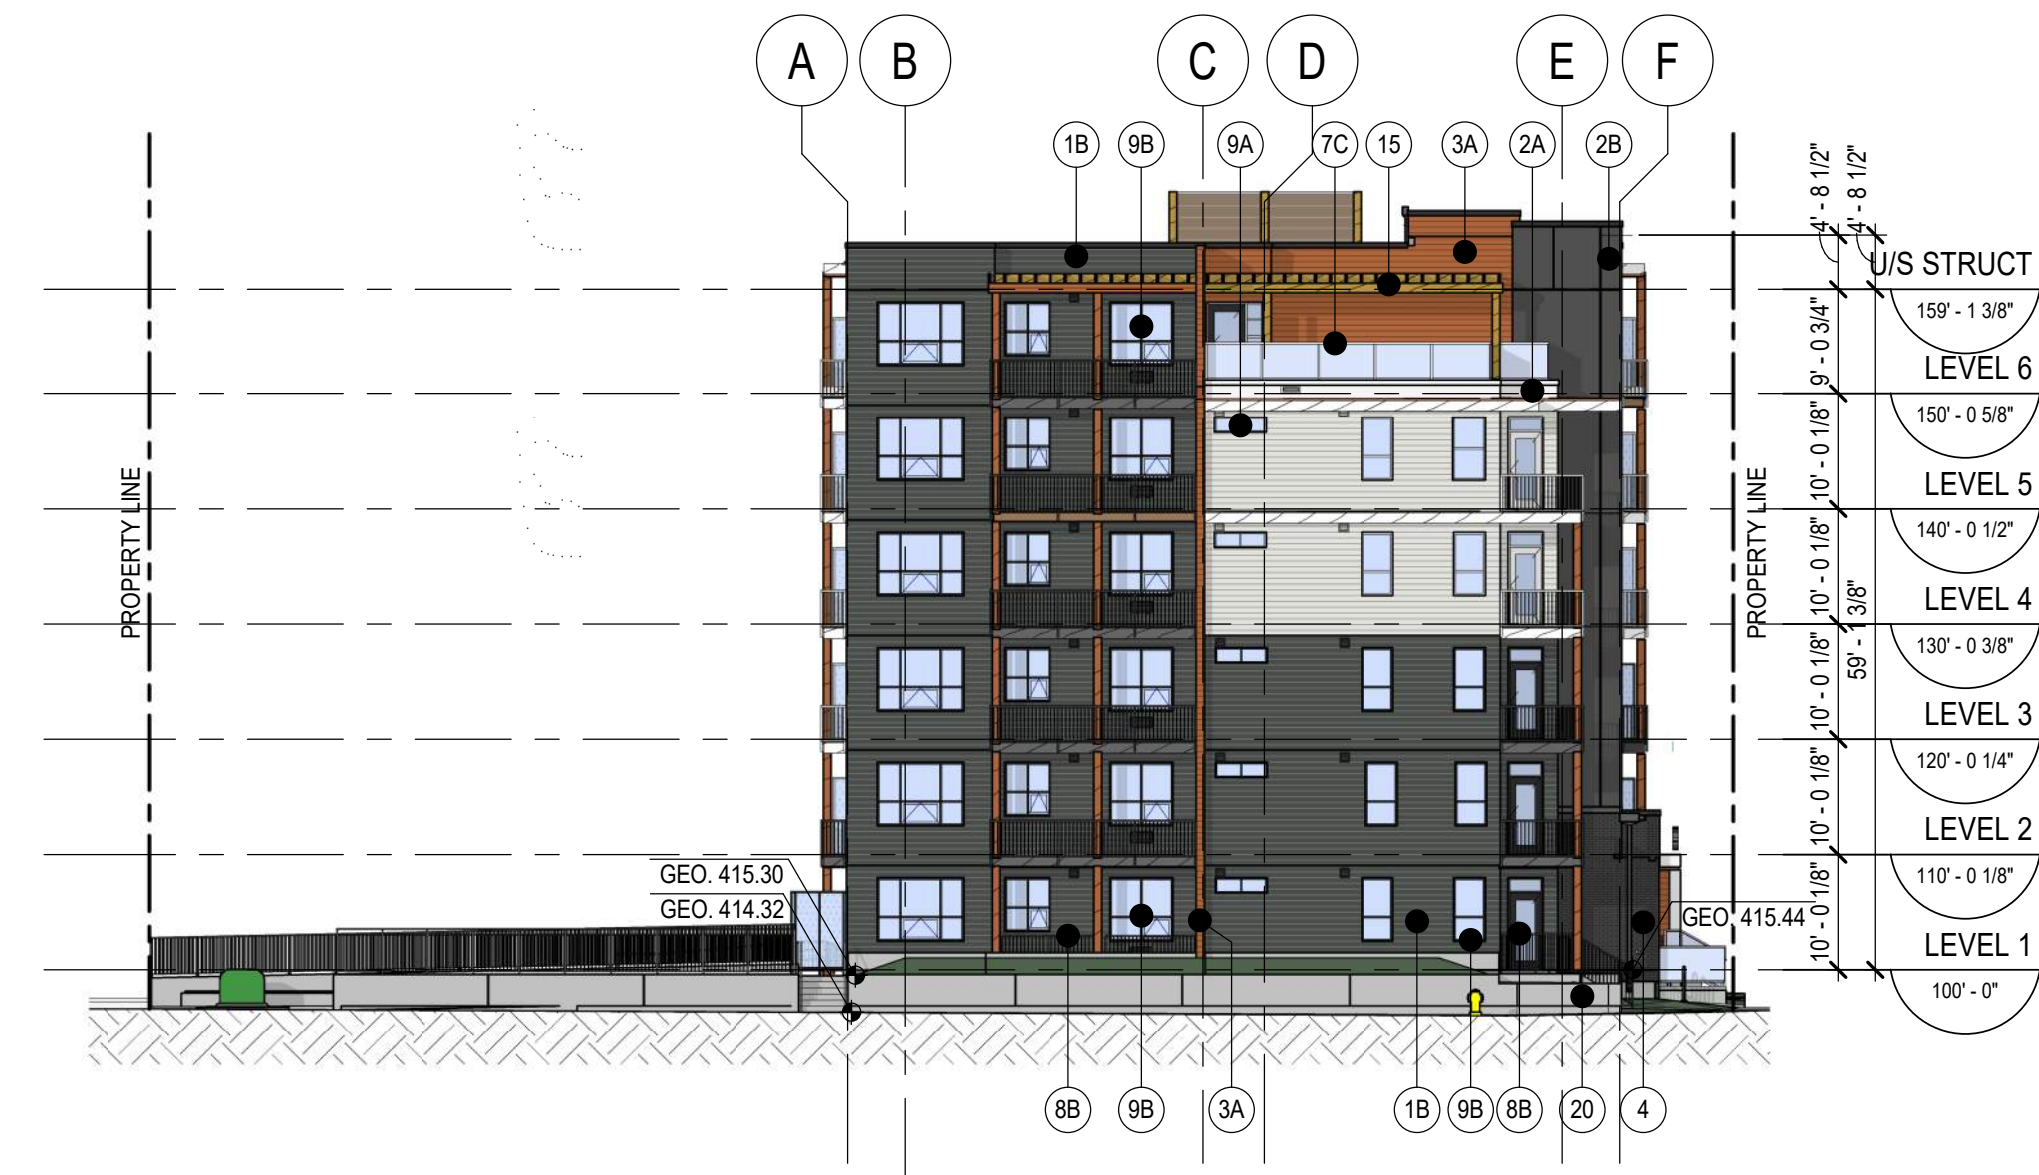 A B C D E F
1B 9B 9A 7C 15 3A 2A 2B
4' - 8 1/2"
4' - 8 1/2"
U/S STRUCT
159' - 1 3/8"
9' - 0 3/4"
LEVEL 6
150' - 0 5/8"
10' - 0 1/8"
LEVEL 5
140' - 0 1/2"
10' - 0 1/8"
LEVEL 4
130' - 0 3/8"
10' - 0 1/8"
59' - 1 3/8"
LEVEL 3
120' - 0 1/4"
10' - 0 1/8"
LEVEL 2
110' - 0 1/8"
10' - 0 1/8"
LEVEL 1
100' - 0"
PROPERTY LINE
PROPERTY LINE
GEO. 415.30
GEO. 414.32
GEO. 415.44
8B 9B 3A 1B 9B 8B 20 4